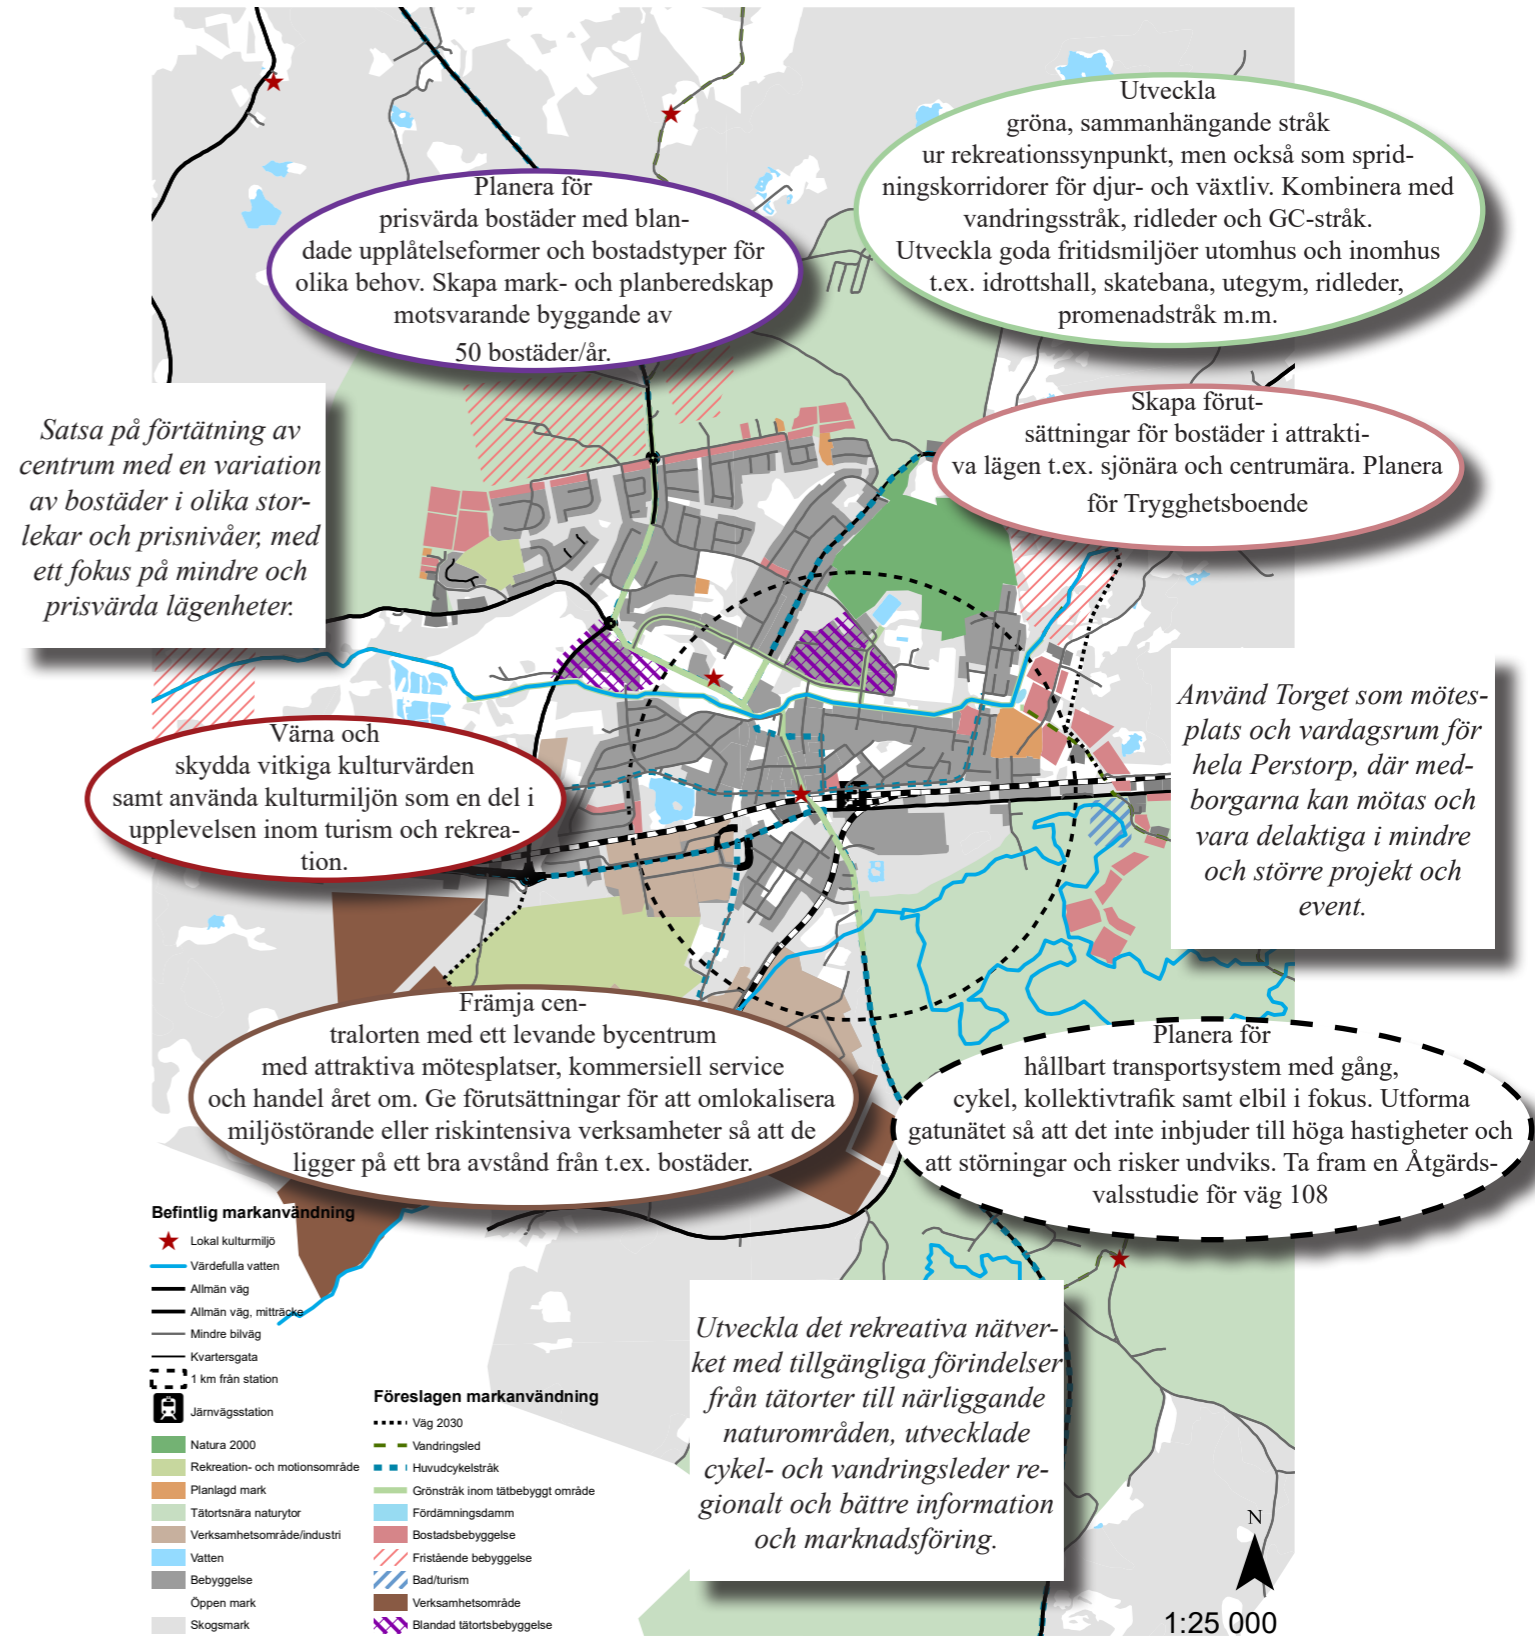 Utveckla
gröna, sammanhängande stråk
ur rekreationssynpunkt, men också som sprid-
ningskorridorer för djur- och växtliv. Kombinera med
vandringsstråk, ridleder och GC-stråk.
Utveckla goda fritidsmiljöer utomhus och inomhus
t.ex. idrottshall, skatebana, utegym, ridleder,
promenadstråk m.m.
Planera för
prisvärda bostäder med blan-
dade upplåtelseformer och bostadstyper för
olika behov. Skapa mark- och planberedskap
motsvarande byggande av
50 bostäder/år.
Skapa förut-
sättningar för bostäder i attrakti-
va lägen t.ex. sjönära och centrumära. Planera
för Trygghetsboende
Satsa på förtätning av
centrum med en variation
av bostäder i olika stor-
lekar och prisnivåer, med
ett fokus på mindre och
prisvärda lägenheter.
Använd Torget som mötes-
plats och vardagsrum för
hela Perstorp, där med-
borgarna kan mötas och
vara delaktiga i mindre
och större projekt och
event.
Värna och
skydda vitkiga kulturvärden
samt använda kulturmiljön som en del i
upplevelsen inom turism och rekrea-
tion.
Främja cen-
tralorten med ett levande bycentrum
med attraktiva mötesplatser, kommersiell service
och handel året om. Ge förutsättningar för att omlokalisera
miljöstörande eller riskintensiva verksamheter så att de
ligger på ett bra avstånd från t.ex. bostäder.
Planera för
hållbart transportsystem med gång,
cykel, kollektivtrafik samt elbil i fokus. Utforma
gatunätet så att det inte inbjuder till höga hastigheter och
att störningar och risker undviks. Ta fram en Åtgärds-
valsstudie för väg 108
Utveckla det rekreativa nätver-
ket med tillgängliga förindelser
från tätorter till närliggande
naturområden, utvecklade
cykel- och vandringsleder re-
gionalt och bättre information
och marknadsföring.
Befintlig markanvändning
Lokal kulturmiljö
Värdefulla vatten
Allmän väg
Allmän väg, mitträcke
Mindre bilväg
Kvartersgata
1 km från station
Järnvägsstation
Natura 2000
Rekreation- och motionsområde
Planlagd mark
Tätortsnära naturytor
Verksamhetsområde/industri
Vatten
Bebyggelse
Öppen mark
Skogsmark
Föreslagen markanvändning
Väg 2030
Vandringsled
Huvudcykelstråk
Grönstråk inom tätbebyggt område
Fördämningsdamm
Bostadsbebyggelse
Fristående bebyggelse
Bad/turism
Verksamhetsområde
Blandad tätortsbebyggelse
N
1:25 000